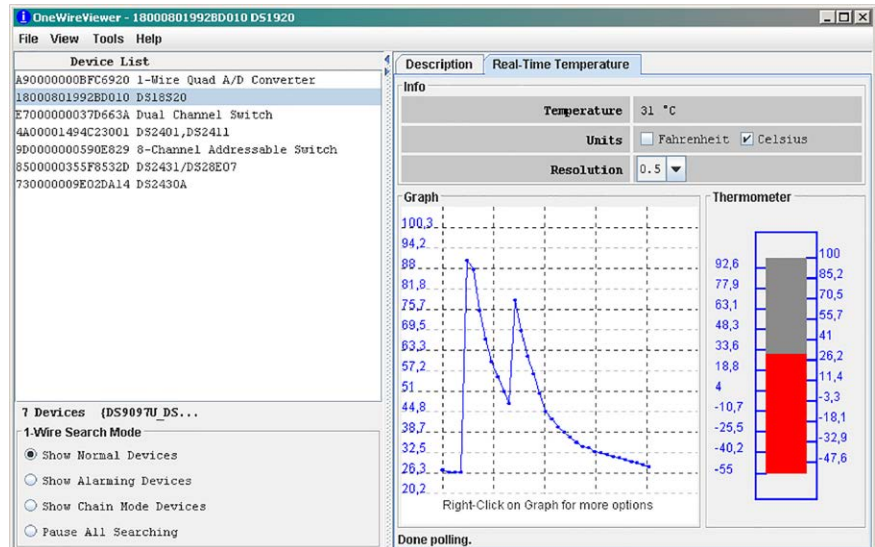 OneWireViewer - 18000801992BD010 DS1920
File View Tools Help
Device List
A90000000BFC6920 1-Wire Quad A/D Converter
18000801992BD010 DS18S20
E7000000037D663A Dual Channel Switch
4A00001494C23001 DS2401,DS2411
9D0000000590E829 8-Channel Addressable Switch
8500000355F8532D DS2431/DS28E07
730000009E02DA14 DS2430A
7 Devices (DS9097U_DS...
1-Wire Search Mode
Show Normal Devices
Show Alarming Devices
Show Chain Mode Devices
Pause All Searching
Description Real-Time Temperature
Info
Temperature 31 °C
Units Fahrenheit Celsius
Resolution 0.5
Graph
100,3
94,2
88
81,8
75,7
69,5
63,3
57,2
51
44,8
38,7
32,5
26,3
20,2
Right-Click on Graph for more options
Thermometer
100
92,6
85,2
77,9
70,5
63,1
55,7
48,3
41
33,6
26,2
18,8
11,4
4
-3,3
-10,7
-18,1
-25,5
-32,9
-40,2
-47,6
-55
Done polling.